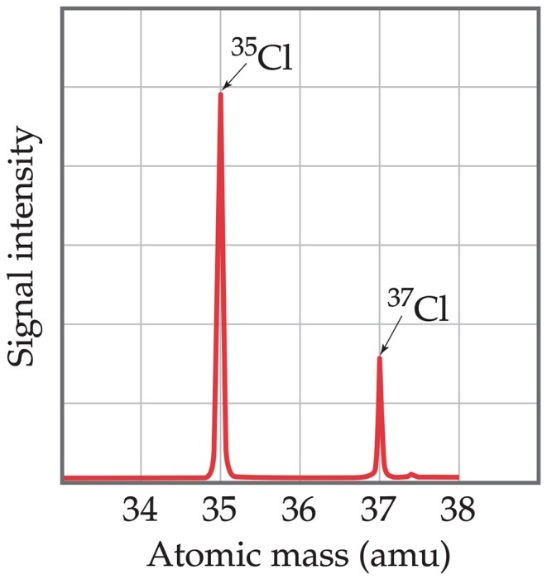 ³⁵Cl
³⁷Cl
Signal intensity
34 35 36 37 38
Atomic mass (amu)